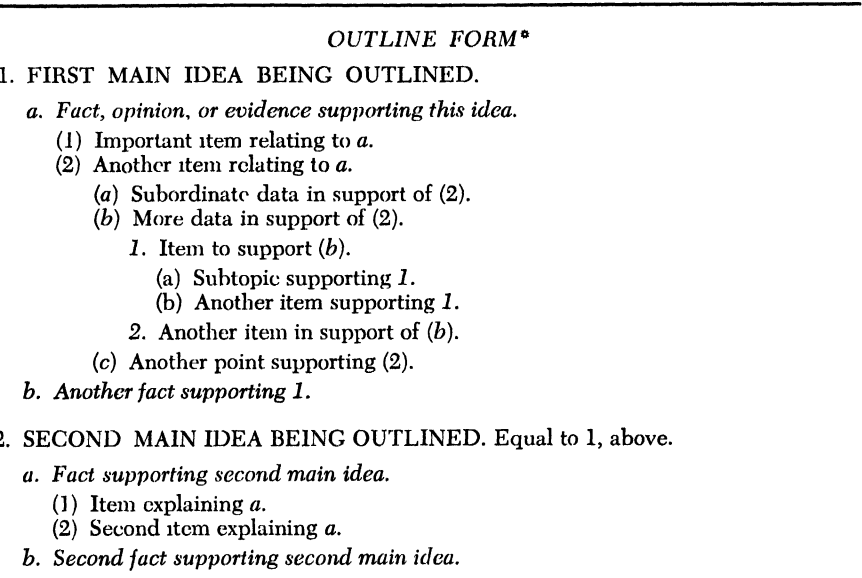 OUTLINE FORM*
1. FIRST MAIN IDEA BEING OUTLINED.
a. Fact, opinion, or evidence supporting this idea.
(1) Important item relating to a.
(2) Another item relating to a.
(a) Subordinate data in support of (2).
(b) More data in support of (2).
1. Item to support (b).
(a) Subtopic supporting 1.
(b) Another item supporting 1.
2. Another item in support of (b).
(c) Another point supporting (2).
b. Another fact supporting 1.
2. SECOND MAIN IDEA BEING OUTLINED. Equal to 1, above.
a. Fact supporting second main idea.
(1) Item explaining a.
(2) Second item explaining a.
b. Second fact supporting second main idea.